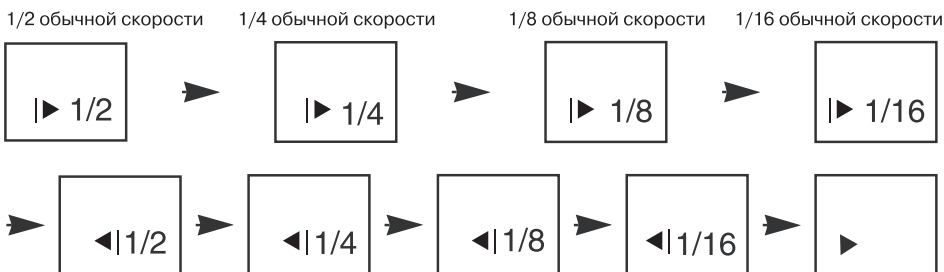 1/2 обычной скорости 1/4 обычной скорости 1/8 обычной скорости 1/16 обычной скорости
1/2 1/4 1/8 1/16
1/2 1/4 1/8 1/16